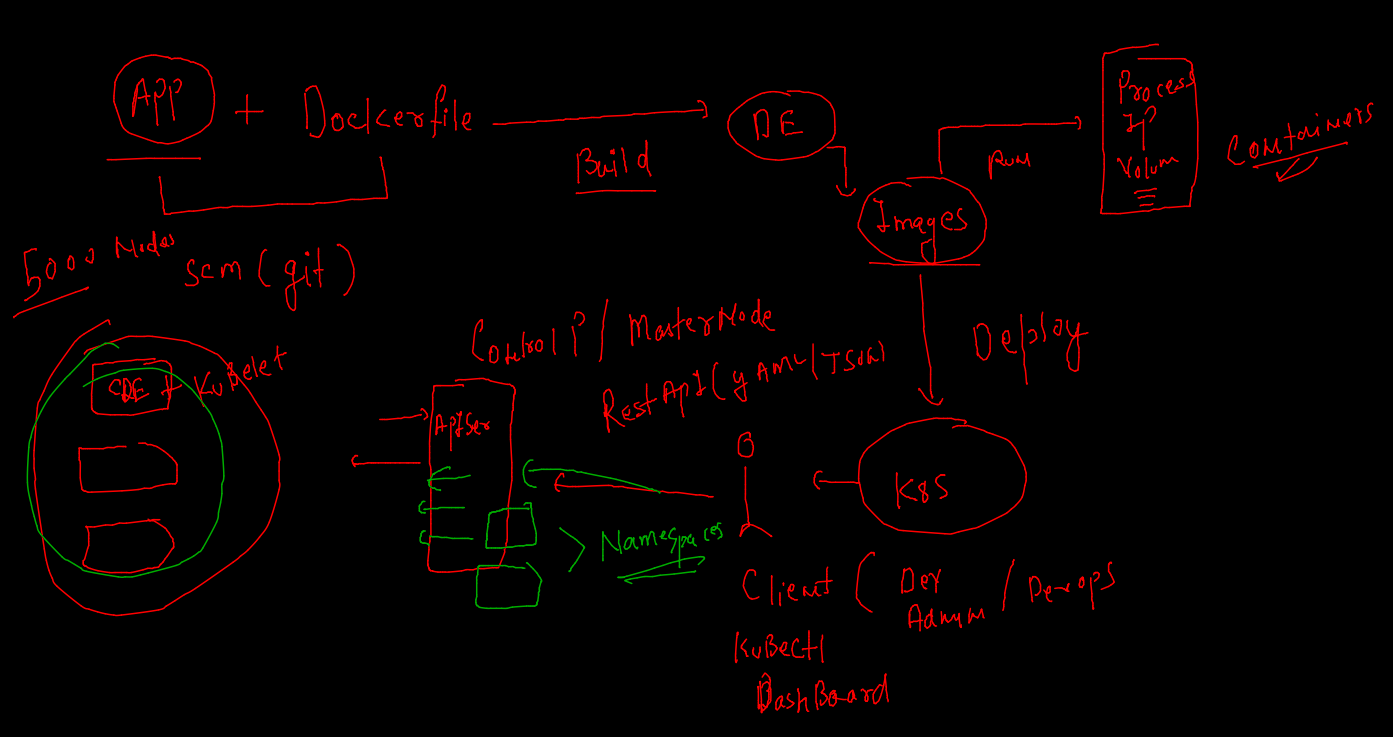 App + Dockerfile
Build
DE
Images
Run
Process
IP
Volum
Containers
5000 Nodes
Scm (git)
Deploy
Control P / MasterNode
RestApI (yAML/Json)
DE + KuBelet
ApISer
K8S
Namespaces
Client ( Dev
Admin / Devops
KuBectl
DashBoard